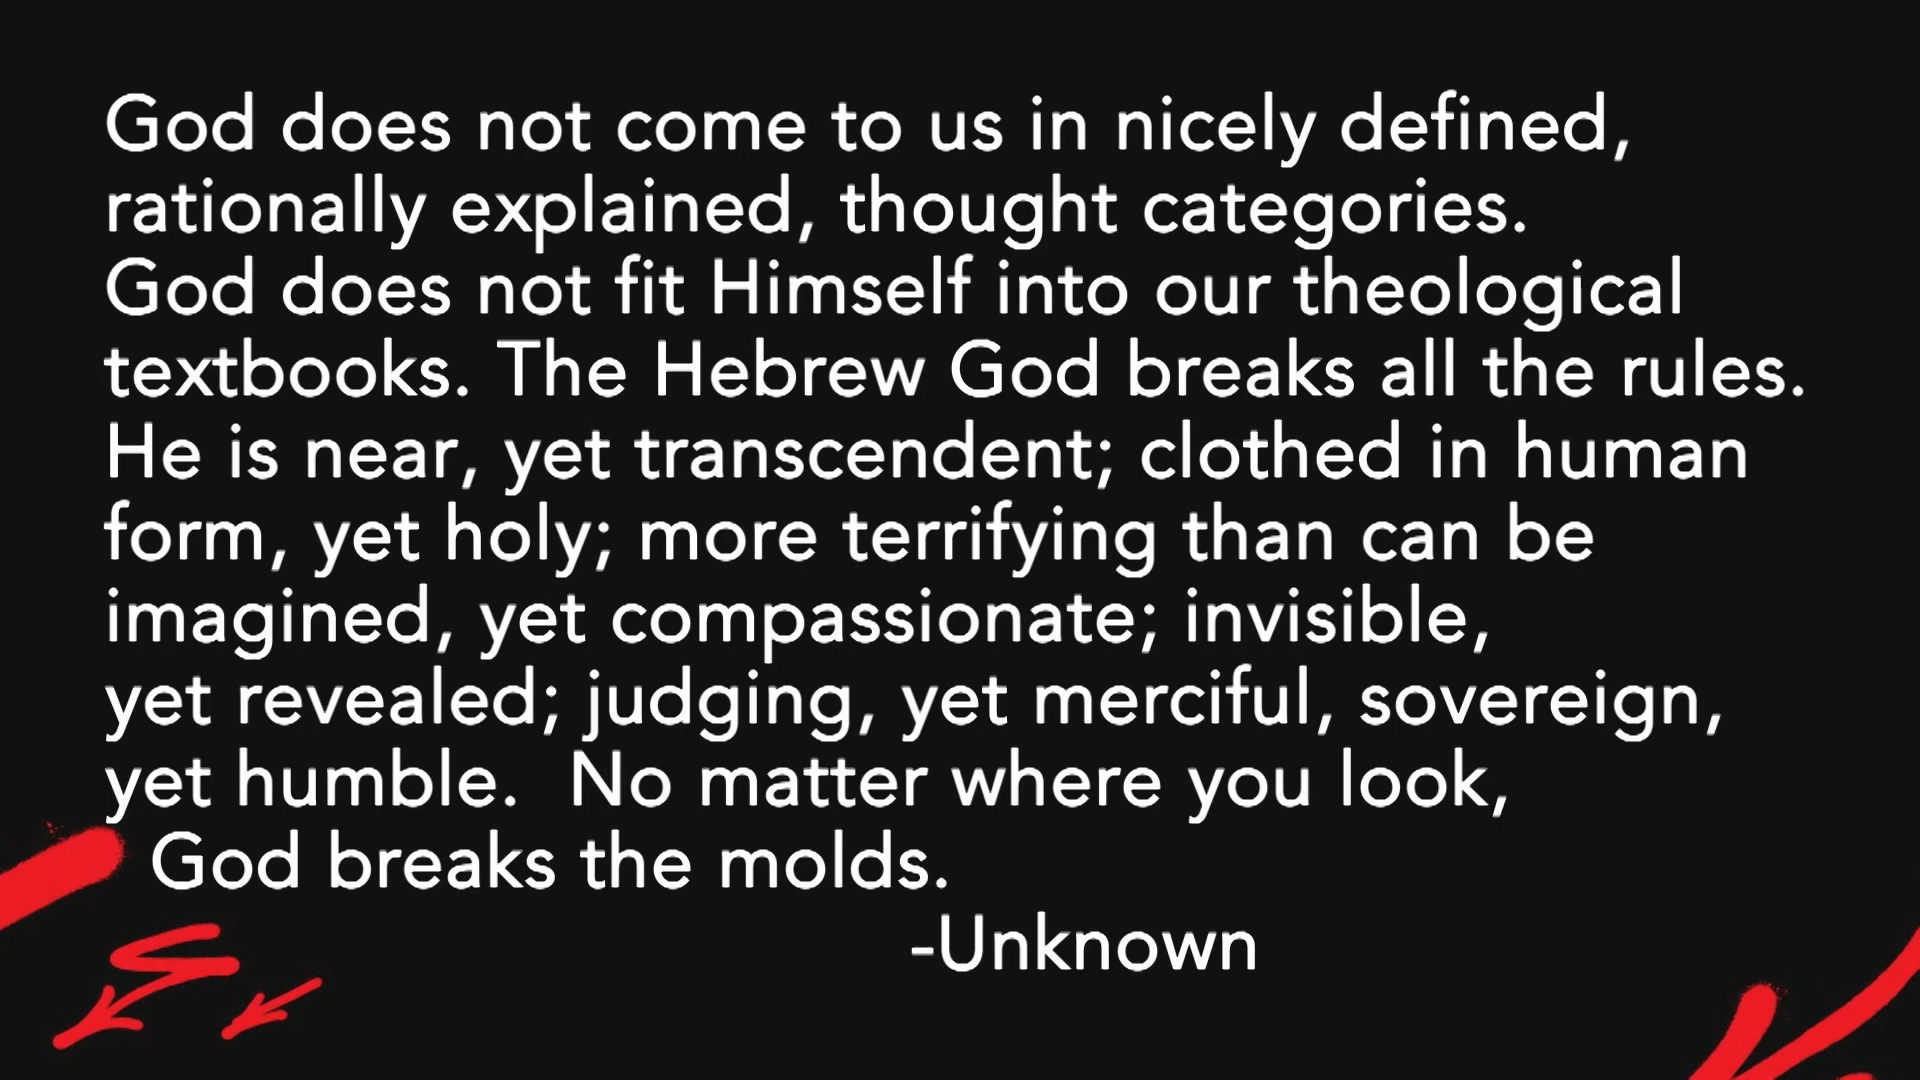 God does not come to us in nicely defined,
rationally explained, thought categories.
God does not fit Himself into our theological
textbooks. The Hebrew God breaks all the rules.
He is near, yet transcendent; clothed in human
form, yet holy; more terrifying than can be
imagined, yet compassionate; invisible,
yet revealed; judging, yet merciful, sovereign,
yet humble.  No matter where you look,
God breaks the molds.
-Unknown